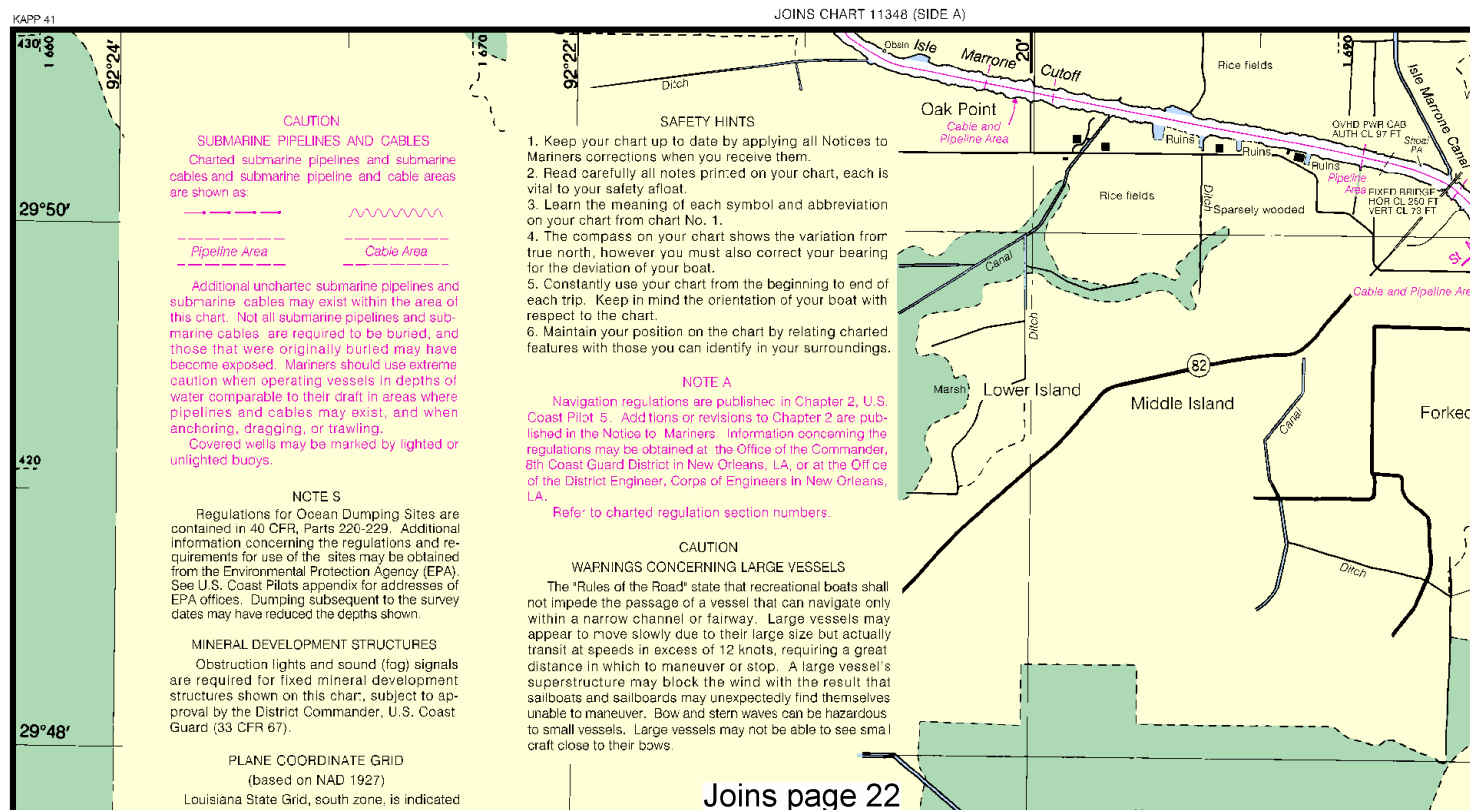 KAPP 41
JOINS CHART 11348 (SIDE A)
430
1 660
92°24'
1 670
92°22'
20'
1 690
CAUTION
SUBMARINE PIPELINES AND CABLES
Charted submarine pipelines and submarine
cables and submarine pipeline and cable areas
are shown as:
Pipeline Area
Cable Area
Additional uncharted submarine pipelines and
submarine cables may exist within the area of
this chart. Not all submarine pipelines and sub-
marine cables are required to be buried, and
those that were originally buried may have
become exposed. Mariners should use extreme
caution when operating vessels in depths of
water comparable to their draft in areas where
pipelines and cables may exist, and when
anchoring, dragging, or trawling.
Covered wells may be marked by lighted or
unlighted buoys.
NOTE S
Regulations for Ocean Dumping Sites are
contained in 40 CFR, Parts 220-229. Additional
information concerning the regulations and re-
quirements for use of the sites may be obtained
from the Environmental Protection Agency (EPA).
See U.S. Coast Pilots appendix for addresses of
EPA offices. Dumping subsequent to the survey
dates may have reduced the depths shown.
MINERAL DEVELOPMENT STRUCTURES
Obstruction lights and sound (fog) signals
are required for fixed mineral development
structures shown on this chart, subject to ap-
proval by the District Commander, U.S. Coast
Guard (33 CFR 67).
PLANE COORDINATE GRID
(based on NAD 1927)
Louisiana State Grid, south zone, is indicated
29°50'
420
29°48'
SAFETY HINTS
1. Keep your chart up to date by applying all Notices to
Mariners corrections when you receive them.
2. Read carefully all notes printed on your chart, each is
vital to your safety afloat.
3. Learn the meaning of each symbol and abbreviation
on your chart from chart No. 1.
4. The compass on your chart shows the variation from
true north, however you must also correct your bearing
for the deviation of your boat.
5. Constantly use your chart from the beginning to end of
each trip. Keep in mind the orientation of your boat with
respect to the chart.
6. Maintain your position on the chart by relating charted
features with those you can identify in your surroundings.
NOTE A
Navigation regulations are published in Chapter 2, U.S.
Coast Pilot 5. Additions or revisions to Chapter 2 are pub-
lished in the Notice to Mariners. Information concerning the
regulations may be obtained at the Office of the Commander,
8th Coast Guard District in New Orleans, LA, or at the Office
of the District Engineer, Corps of Engineers in New Orleans,
LA.
Refer to charted regulation section numbers.
CAUTION
WARNINGS CONCERNING LARGE VESSELS
The "Rules of the Road" state that recreational boats shall
not impede the passage of a vessel that can navigate only
within a narrow channel or fairway. Large vessels may
appear to move slowly due to their large size but actually
transit at speeds in excess of 12 knots, requiring a great
distance in which to maneuver or stop. A large vessel's
superstructure may block the wind with the result that
sailboats and sailboards may unexpectedly find themselves
unable to maneuver. Bow and stern waves can be hazardous
to small vessels. Large vessels may not be able to see small
craft close to their bows.
Joins page 22
Ditch
Obstn
Isle Marrone Cutoff
Rice fields
Isle Marrone Canal
Oak Point
Cable and
Pipeline Area
OVHD PWR CAB
AUTH CL 97 FT
Shoal
PA
Ruins
Ruins
Ruins
Pipeline
Area
FIXED BRIDGE
HOR CL 250 FT
VERT CL 73 FT
Rice fields
Ditch
Sparsely wooded
Canal
Ditch
Cable and Pipeline Are
82
Marsh
Lower Island
Middle Island
Canal
Forked
Ditch